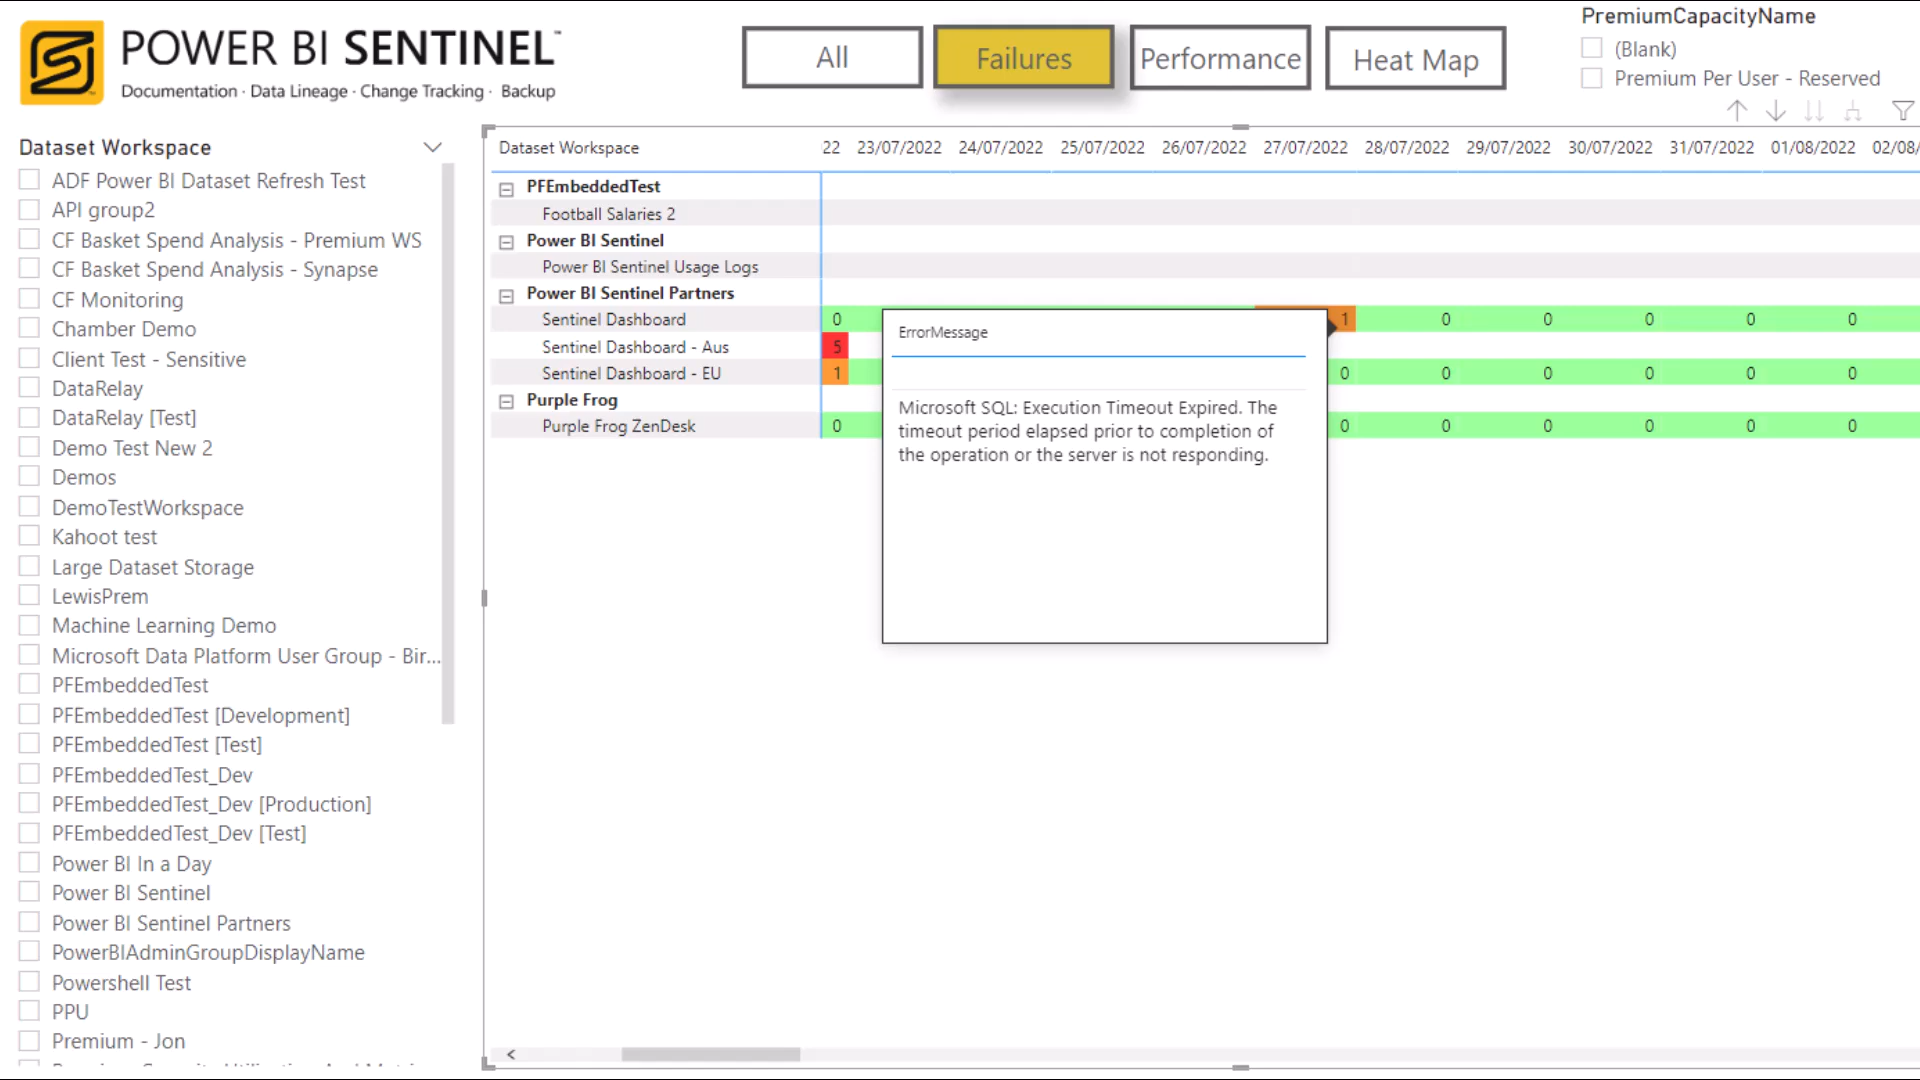 POWER BI SENTINEL™
Documentation · Data Lineage · Change Tracking · Backup
All
Failures
Performance
Heat Map
PremiumCapacityName
(Blank)
Premium Per User - Reserved
Dataset Workspace
ADF Power BI Dataset Refresh Test
API group2
CF Basket Spend Analysis - Premium WS
CF Basket Spend Analysis - Synapse
CF Monitoring
Chamber Demo
Client Test - Sensitive
DataRelay
DataRelay [Test]
Demo Test New 2
Demos
DemoTestWorkspace
Kahoot test
Large Dataset Storage
LewisPrem
Machine Learning Demo
Microsoft Data Platform User Group - Bir...
PFEmbeddedTest
PFEmbeddedTest [Development]
PFEmbeddedTest [Test]
PFEmbeddedTest_Dev
PFEmbeddedTest_Dev [Production]
PFEmbeddedTest_Dev [Test]
Power BI In a Day
Power BI Sentinel
Power BI Sentinel Partners
PowerBIAdminGroupDisplayName
Powershell Test
PPU
Premium - Jon
Dataset Workspace 22 23/07/2022 24/07/2022 25/07/2022 26/07/2022 27/07/2022 28/07/2022 29/07/2022 30/07/2022 31/07/2022 01/08/2022 02/08/
PFEmbeddedTest
Football Salaries 2
Power BI Sentinel
Power BI Sentinel Usage Logs
Power BI Sentinel Partners
Sentinel Dashboard 0 1 0 0 0 0 0
Sentinel Dashboard - Aus 5
Sentinel Dashboard - EU 1 0 0 0 0 0 0
Purple Frog
Purple Frog ZenDesk 0 0 0 0 0 0 0
ErrorMessage
Microsoft SQL: Execution Timeout Expired. The
timeout period elapsed prior to completion of
the operation or the server is not responding.